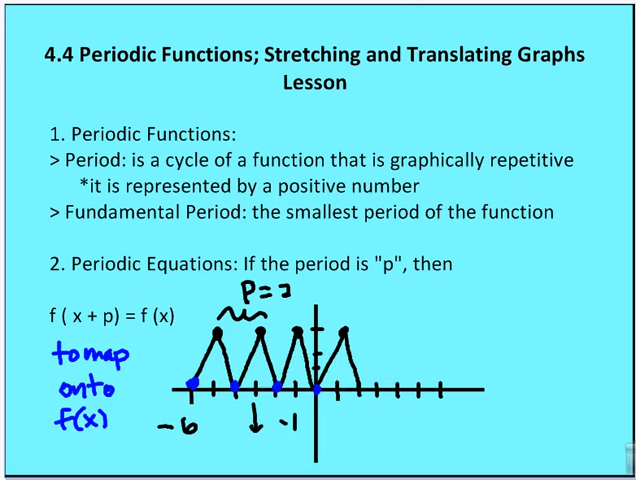 4.4 Periodic Functions; Stretching and Translating Graphs
Lesson
1. Periodic Functions:
> Period: is a cycle of a function that is graphically repetitive
*it is represented by a positive number
> Fundamental Period: the smallest period of the function
2. Periodic Equations: If the period is "p", then
P =
f ( x + p) = f (x)
to map
onto
f(x)
-6
-1